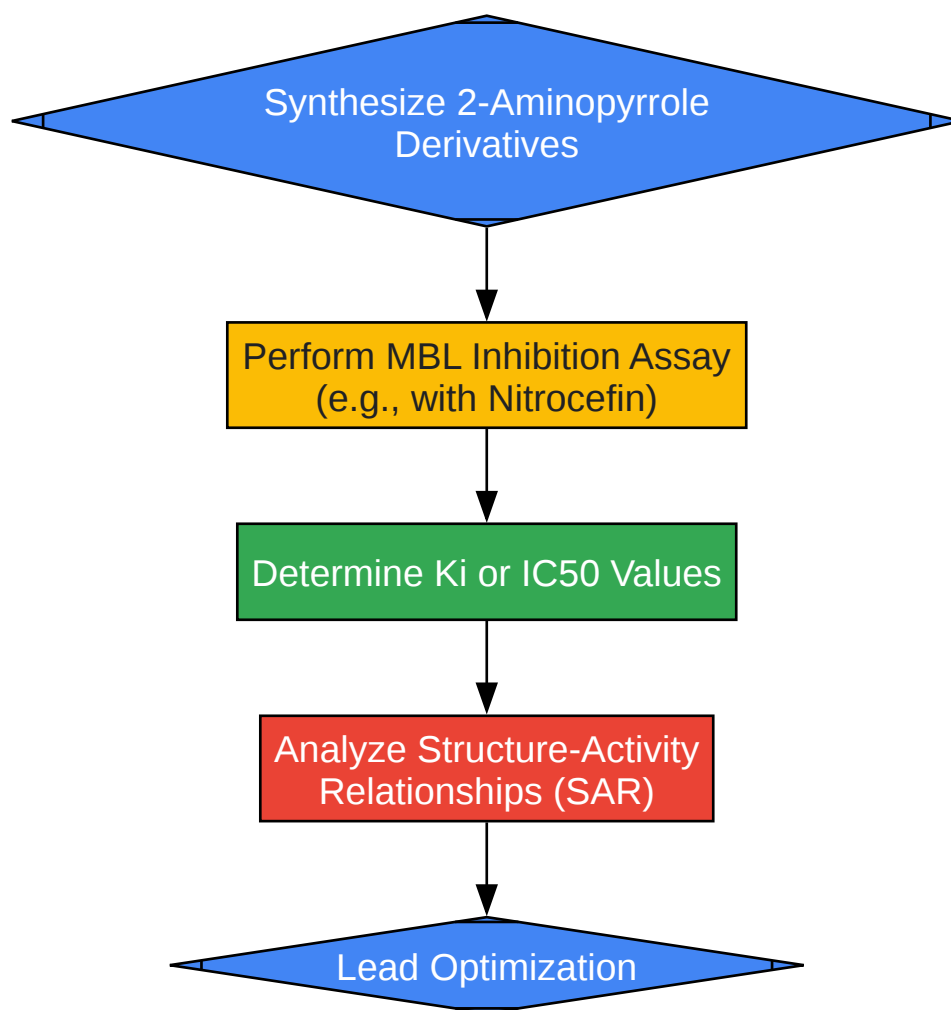 Synthesize 2-Aminopyrrole
Derivatives
Perform MBL Inhibition Assay
(e.g., with Nitrocefin)
Determine Ki or IC50 Values
Analyze Structure-Activity
Relationships (SAR)
Lead Optimization